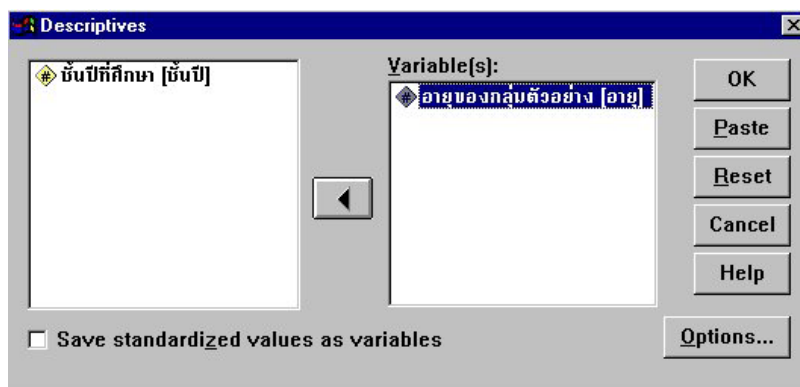 Descriptives
ชั้นปีที่ศึกษา [ชั้นปี]
Variable(s):
อายุของกลุ่มตัวอย่าง [อายุ]
OK
Paste
Reset
Cancel
Help
Save standardized values as variables
Options...